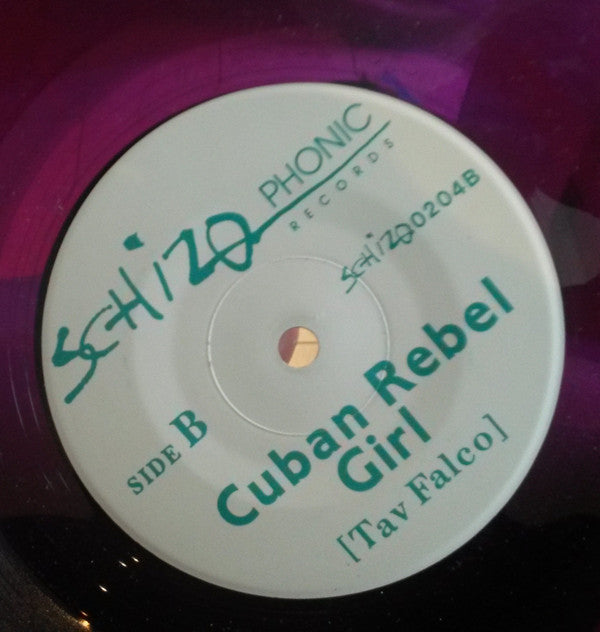 SCHIZO
PHONIC
RECORDS
SCHIZO0204B
SIDE B
Cuban Rebel
Girl
[Tav Falco]